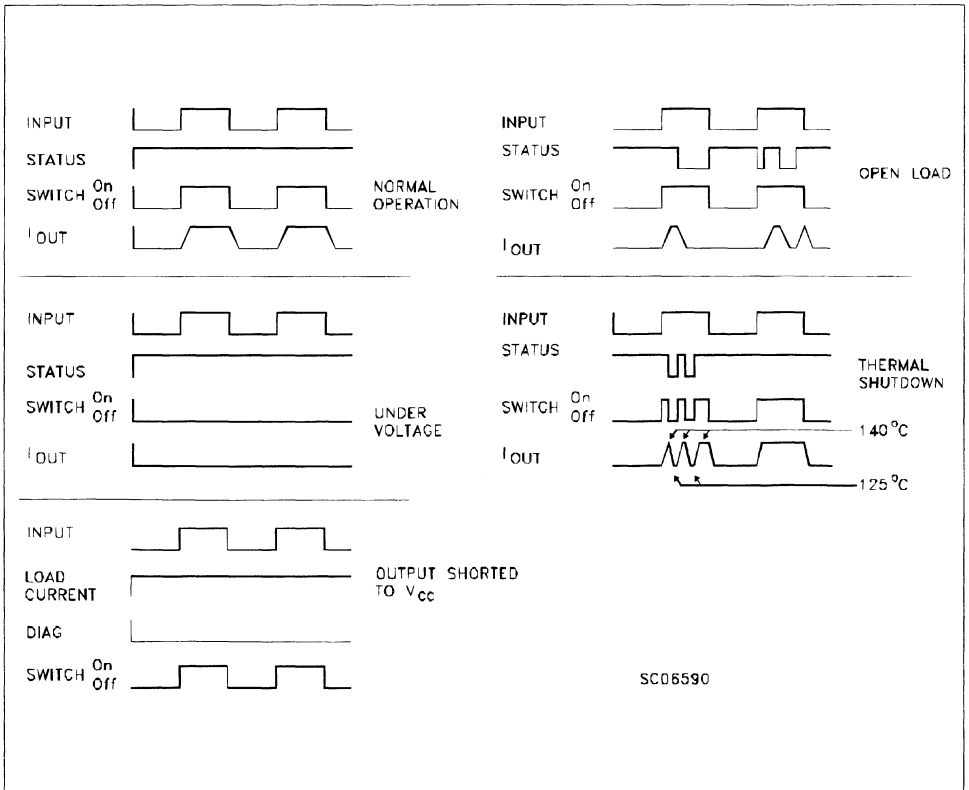 INPUT
STATUS
SWITCH On
Off
I OUT
NORMAL
OPERATION
INPUT
STATUS
SWITCH On
Off
I OUT
OPEN LOAD
INPUT
STATUS
SWITCH On
Off
I OUT
UNDER
VOLTAGE
INPUT
STATUS
SWITCH On
Off
I OUT
THERMAL
SHUTDOWN
140 °C
125 °C
INPUT
LOAD
CURRENT
DIAG
SWITCH On
Off
OUTPUT SHORTED
TO VCC
SC06590